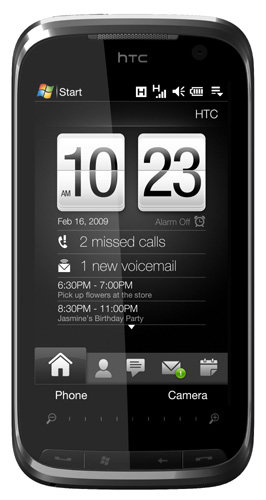 hTC
Start H H
HTC
AM 10 23
Feb 16, 2009 Alarm Off
2 missed calls
1 new voicemail
6:30PM - 7:00PM
Pick up flowers at the store
8:30PM - 11:00PM
Jasmine's Birthday Party
1
Phone Camera